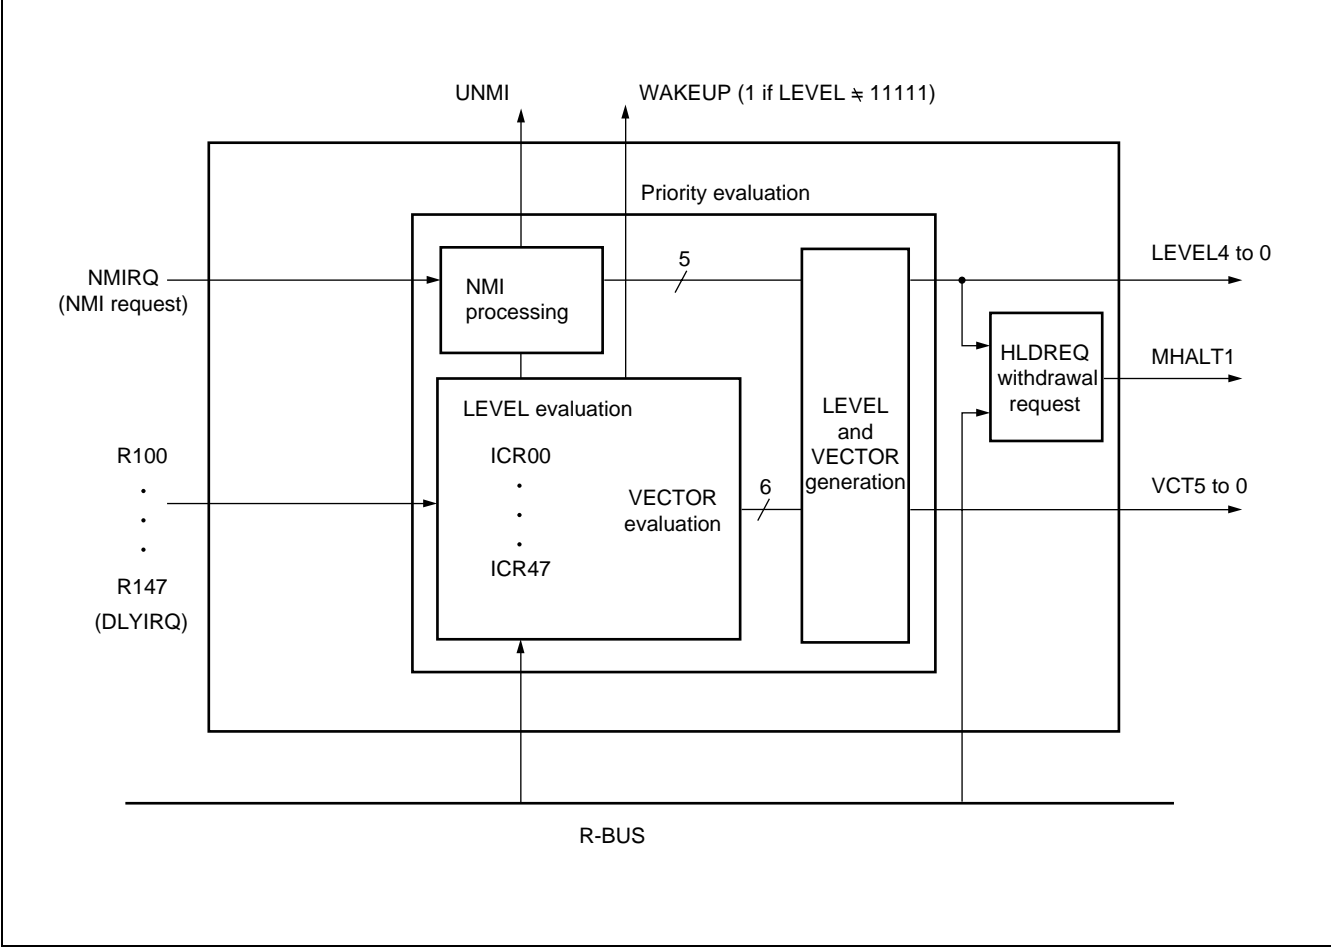 UNMI
WAKEUP (1 if LEVEL ≒ 11111)
Priority evaluation
NMIRQ
(NMI request)
NMI
processing
5
LEVEL4 to 0
HLDREQ
withdrawal
request
MHALT1
LEVEL evaluation
ICR00
.
.
.
ICR47
VECTOR
evaluation
6
LEVEL
and
VECTOR
generation
VCT5 to 0
R100
.
.
.
R147
(DLYIRQ)
R-BUS